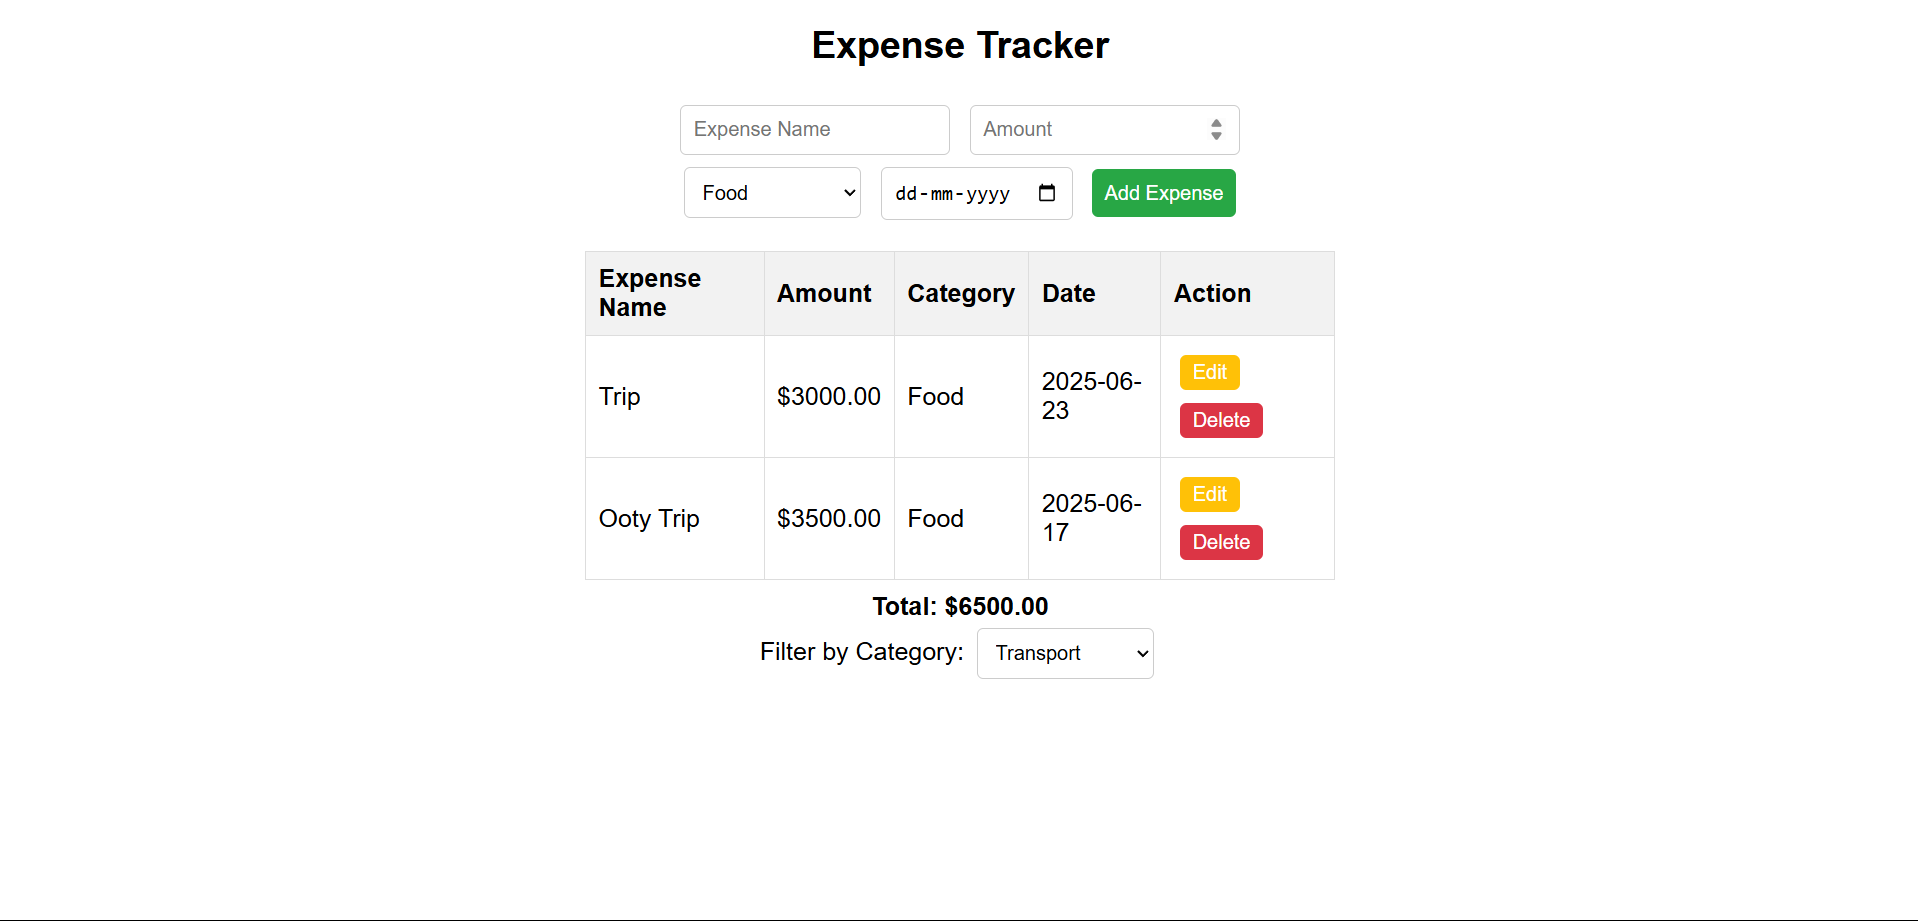 Expense Tracker
Expense Name
Amount
Food
dd-mm-yyyy
Add Expense
Expense
Name
Amount
Category
Date
Action
Trip
$3000.00
Food
2025-06-
23
Edit
Delete
Ooty Trip
$3500.00
Food
2025-06-
17
Edit
Delete
Total: $6500.00
Filter by Category:
Transport